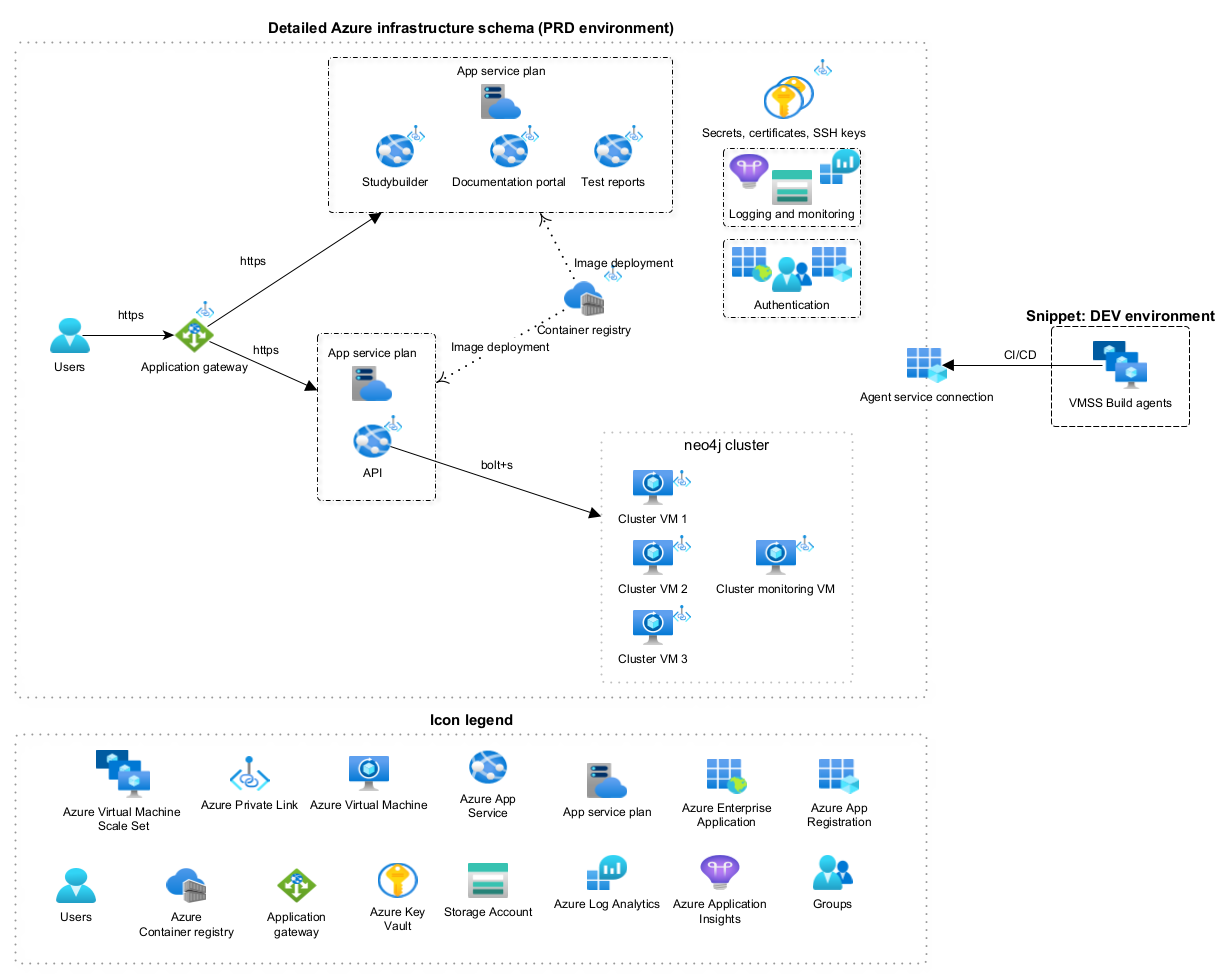 Detailed Azure infrastructure schema (PRD environment)
App service plan
Studybuilder
Documentation portal
Test reports
Secrets, certificates, SSH keys
Logging and monitoring
Authentication
https
Image deployment
Container registry
https
Users
Application gateway
https
Image deployment
App service plan
API
bolt+s
Snippet: DEV environment
CI/CD
VMSS Build agents
Agent service connection
neo4j cluster
Cluster VM 1
Cluster VM 2
Cluster monitoring VM
Cluster VM 3
Icon legend
Azure Virtual Machine
Scale Set
Azure Private Link
Azure Virtual Machine
Azure App
Service
App service plan
Azure Enterprise
Application
Azure App
Registration
Users
Azure
Container registry
Application
gateway
Azure Key
Vault
Storage Account
Azure Log Analytics
Azure Application
Insights
Groups